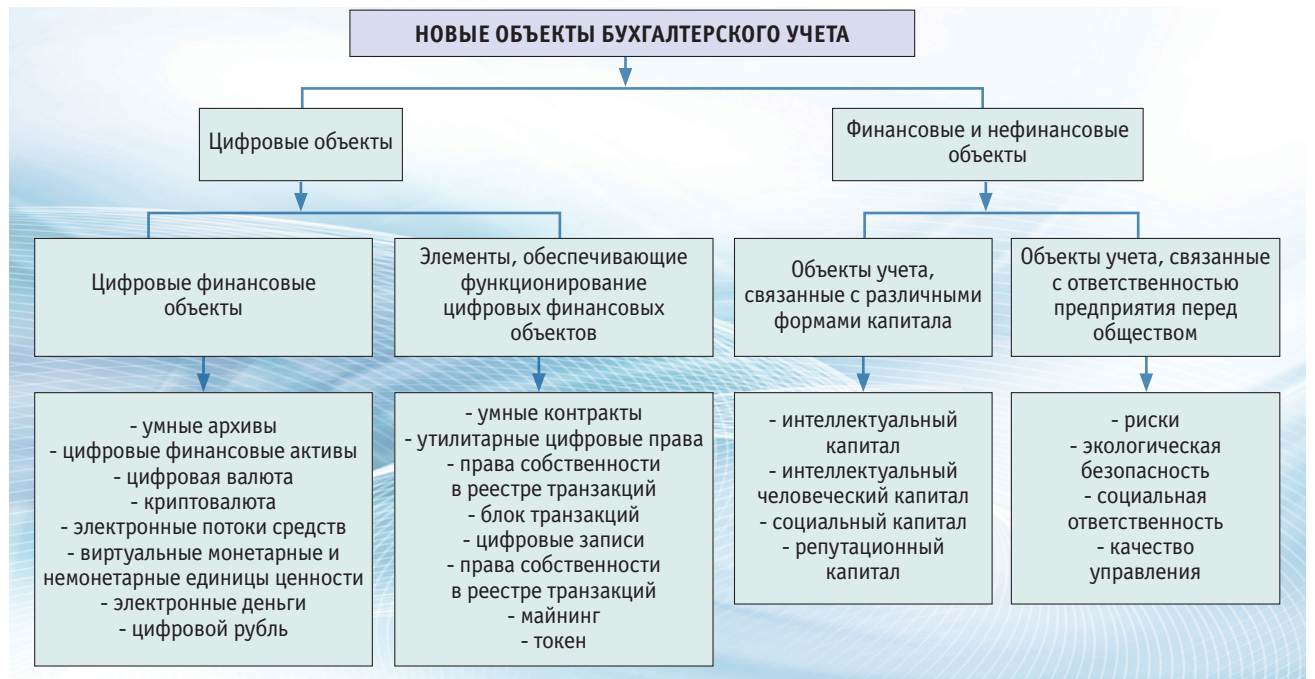 НОВЫЕ ОБЪЕКТЫ БУХГАЛТЕРСКОГО УЧЕТА
Цифровые объекты
Финансовые и нефинансовые
объекты
Цифровые финансовые
объекты
Элементы, обеспечивающие
функционирование
цифровых финансовых
объектов
Объекты учета,
связанные с различными
формами капитала
Объекты учета, связанные
с ответственностью
предприятия перед
обществом
- умные архивы
- цифровые финансовые активы
- цифровая валюта
- криптовалюта
- электронные потоки средств
- виртуальные монетарные и
немонетарные единицы ценности
- электронные деньги
- цифровой рубль
- умные контракты
- утилитарные цифровые права
- права собственности
в реестре транзакций
- блок транзакций
- цифровые записи
- права собственности
в реестре транзакций
- майнинг
- токен
- интеллектуальный
капитал
- интеллектуальный
человеческий капитал
- социальный капитал
- репутационный
капитал
- риски
- экологическая
безопасность
- социальная
ответственность
- качество
управления